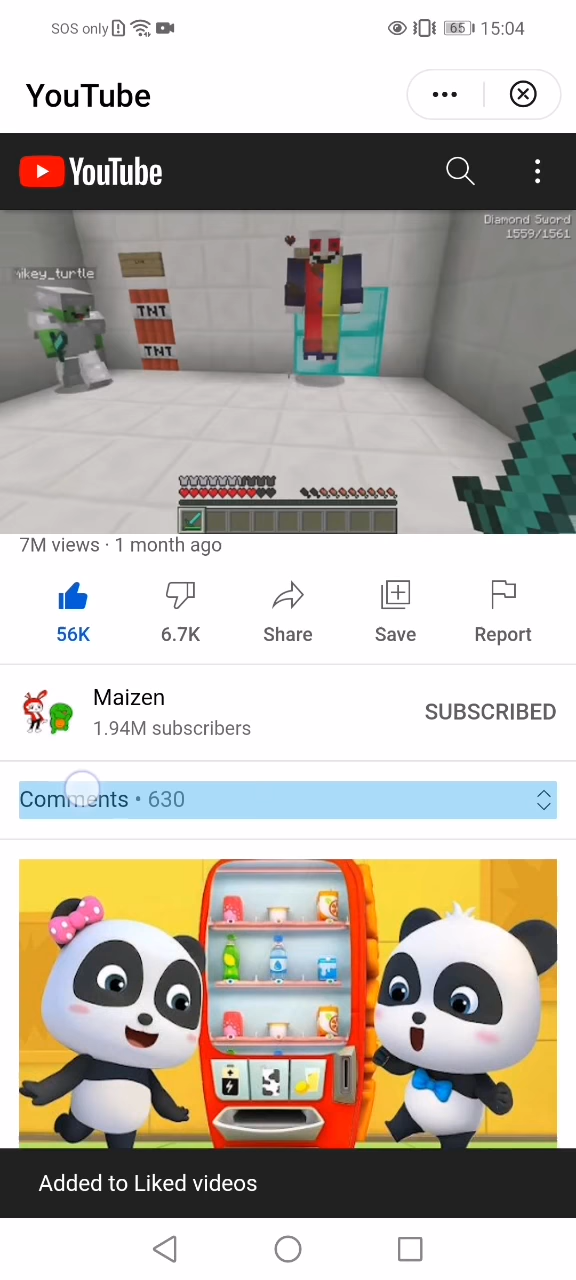 SOS only 65 15:04
YouTube
YouTube
Diamond Sword
1559/1561
mikey_turtle
TNT
TNT
7M views · 1 month ago
56K 6.7K Share Save Report
Maizen
1.94M subscribers
SUBSCRIBED
Comments • 630
Added to Liked videos